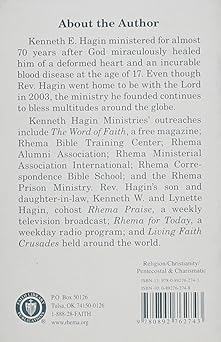 About the Author
Kenneth E. Hagin ministered for almost
70 years after God miraculously healed
him of a deformed heart and an incurable
blood disease at the age of 17. Even though
Rev. Hagin went home to be with the Lord
in 2003, the ministry he founded continues
to bless multitudes around the globe.
Kenneth Hagin Ministries' outreaches
include The Word of Faith, a free magazine;
Rhema Bible Training Center; Rhema
Alumni Association; Rhema Ministerial
Association International; Rhema Corre-
spondence Bible School; and the Rhema
Prison Ministry. Rev. Hagin's son and
daughter-in-law, Kenneth W. and Lynette
Hagin, cohost Rhema Praise, a weekly
television broadcast; Rhema for Today, a
weekday radio program; and Living Faith
Crusades held around the world.
Religion/Christianity/
Pentecostal & Charismatic
P.O. Box 50126
Tulsa, OK 74150-0126
1-888-28-FAITH
www.rhema.org
9 780892 762743